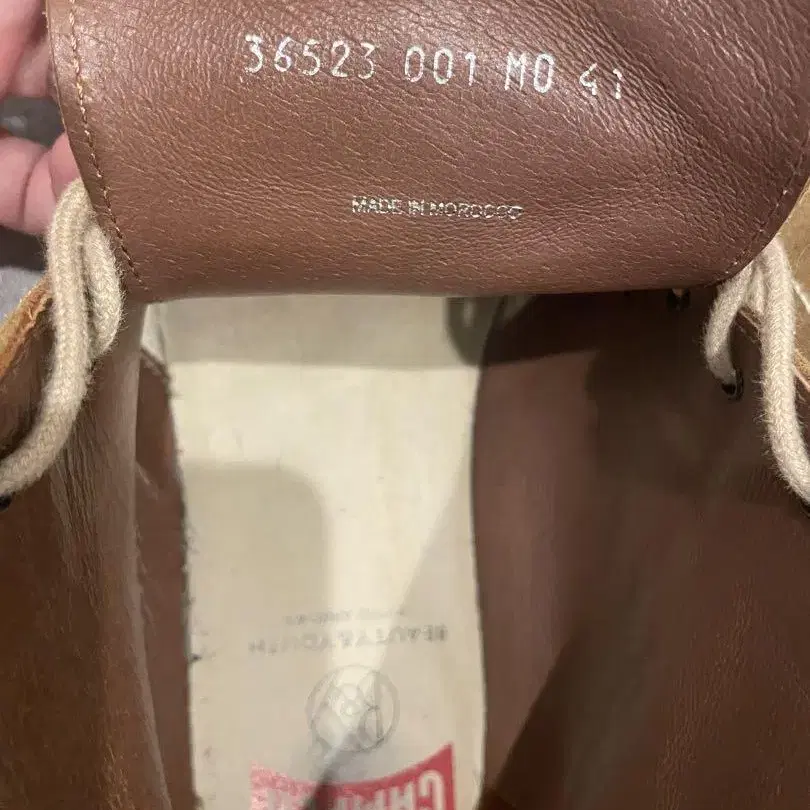 36523 001 MO 41
MADE IN MOROCCO
BEAUTY & YOUTH